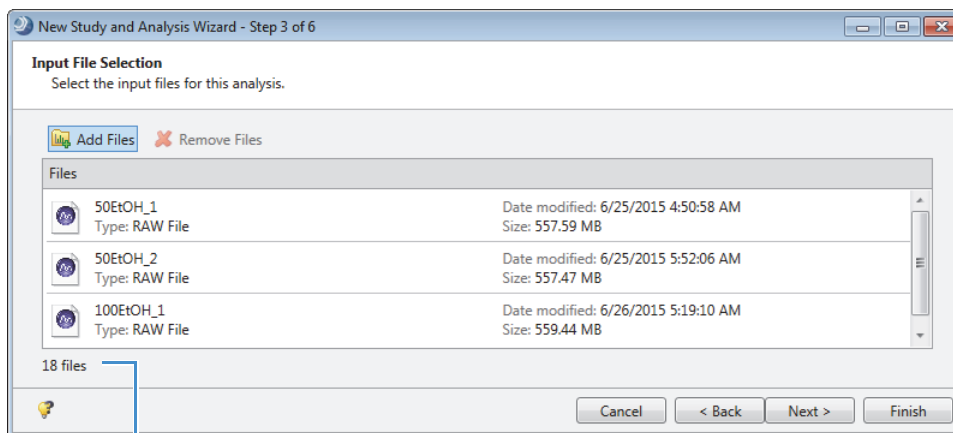 New Study and Analysis Wizard - Step 3 of 6
Input File Selection
Select the input files for this analysis.
Add Files Remove Files
Files
50EtOH_1 Date modified: 6/25/2015 4:50:58 AM
Type: RAW File Size: 557.59 MB
50EtOH_2 Date modified: 6/25/2015 5:52:06 AM
Type: RAW File Size: 557.47 MB
100EtOH_1 Date modified: 6/26/2015 5:19:10 AM
Type: RAW File Size: 559.44 MB
18 files
Cancel < Back Next > Finish